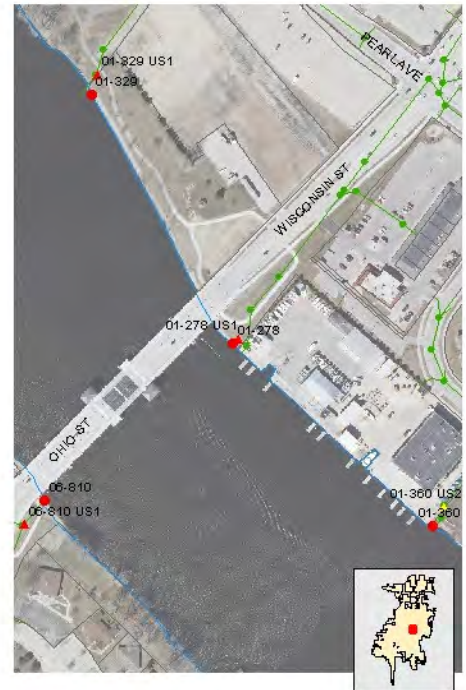 01-329 US1
01-329
PEARL AVE
WISCONSIN ST
01-278 US1
01-278
OHIO ST
06-810
06-810 US1
01-360 US2
01-360